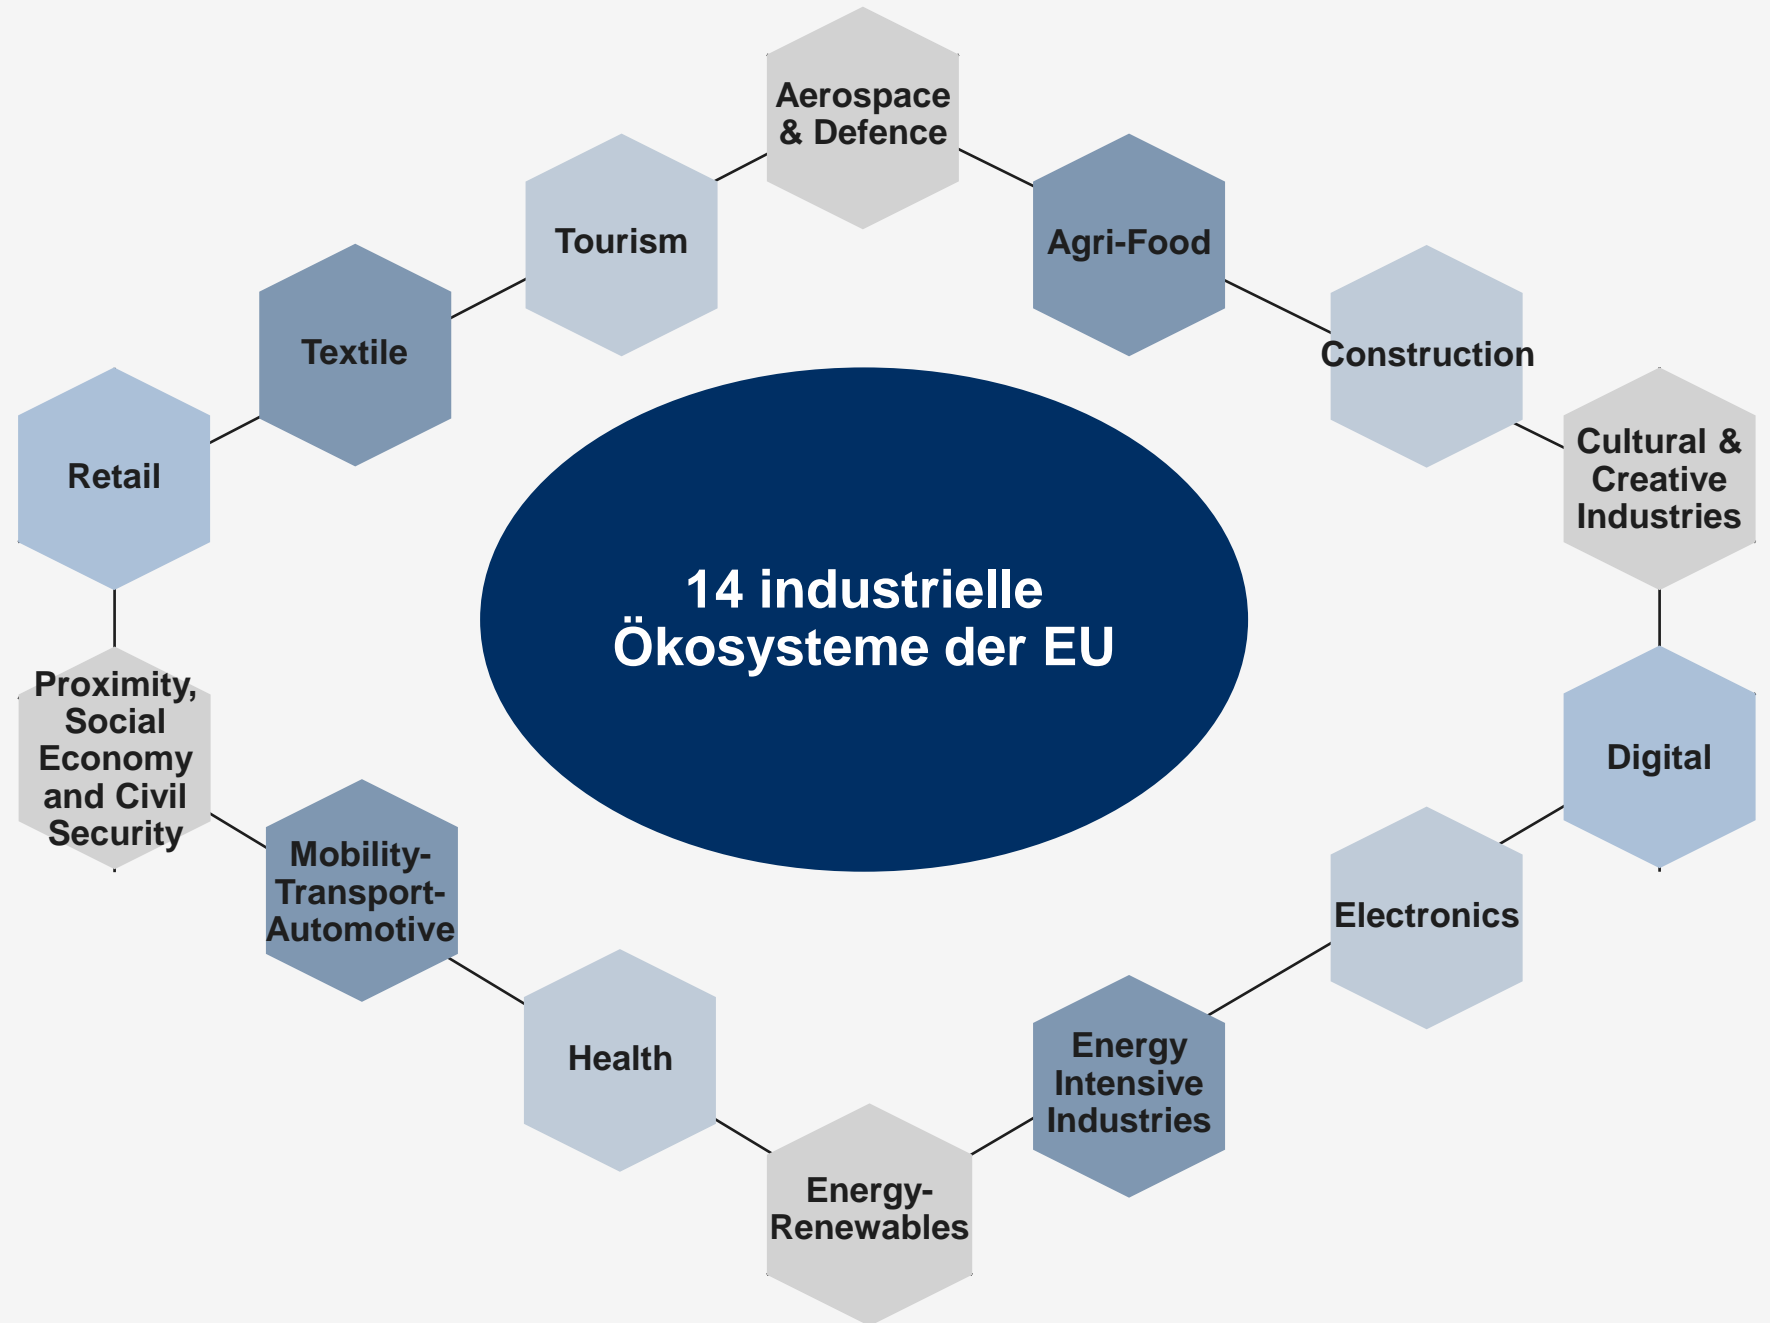 Aerospace
& Defence
Agri-Food
Construction
Cultural &
Creative
Industries
Digital
Electronics
Energy
Intensive
Industries
Energy-
Renewables
Health
Mobility-
Transport-
Automotive
Proximity,
Social
Economy
and Civil
Security
Retail
Textile
Tourism
14 industrielle
Ökosysteme der EU